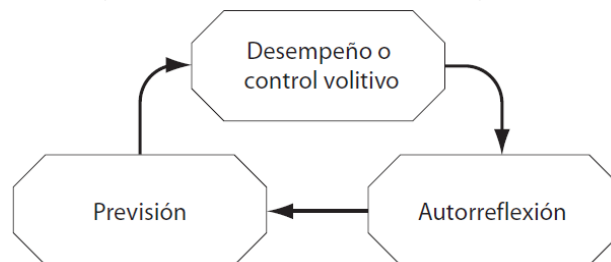 Desempeño o
control volitivo
Previsión
Autorreflexión